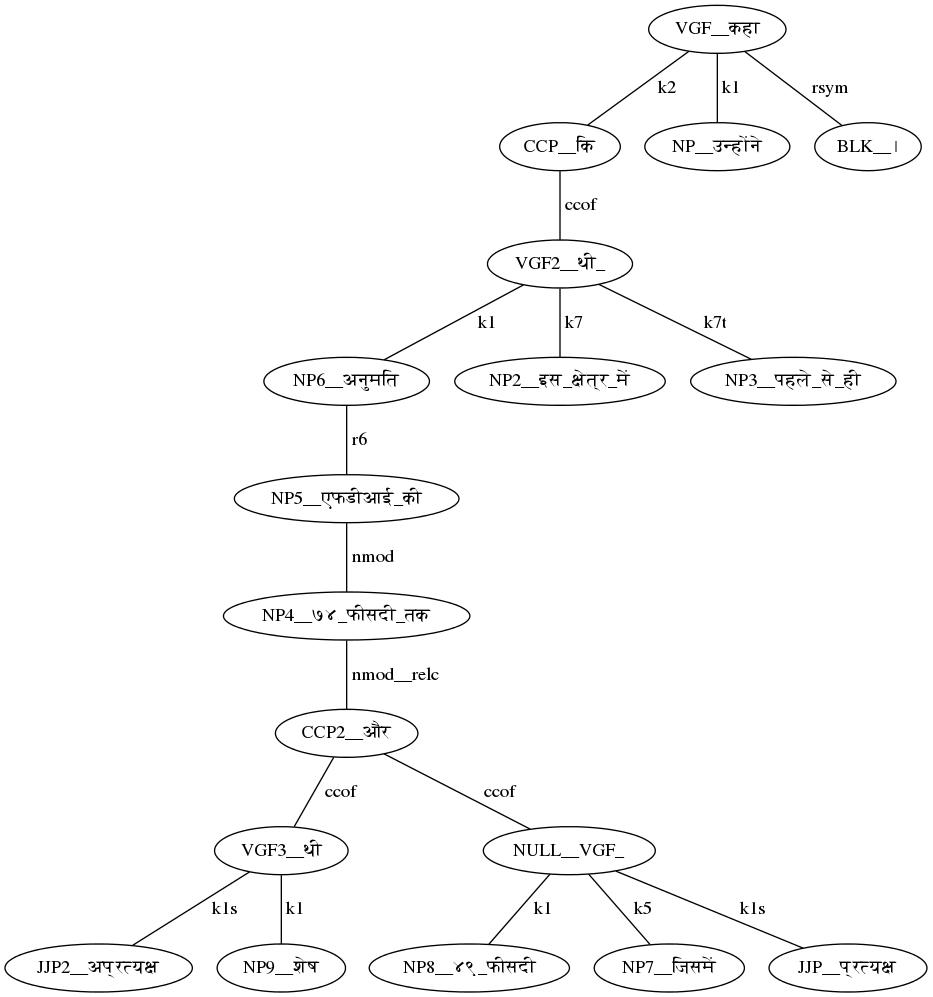 VGF__कहा
k2 k1 rsym
CCP__कि NP__उन्होंने BLK__।
ccof
VGF2__थी_
k1 k7 k7t
NP6__अनुमति NP2__इस_क्षेत्र_में NP3__पहले_से_ही
r6
NP5__एफडीआई_की
nmod
NP4__७४_फीसदी_तक
nmod__relc
CCP2__और
ccof ccof
VGF3__थी NULL__VGF_
k1s k1 k1 k5 k1s
JJP2__अप्रत्यक्ष NP9__शेष NP8__४९_फीसदी NP7__जिसमें JJP__प्रत्यक्ष